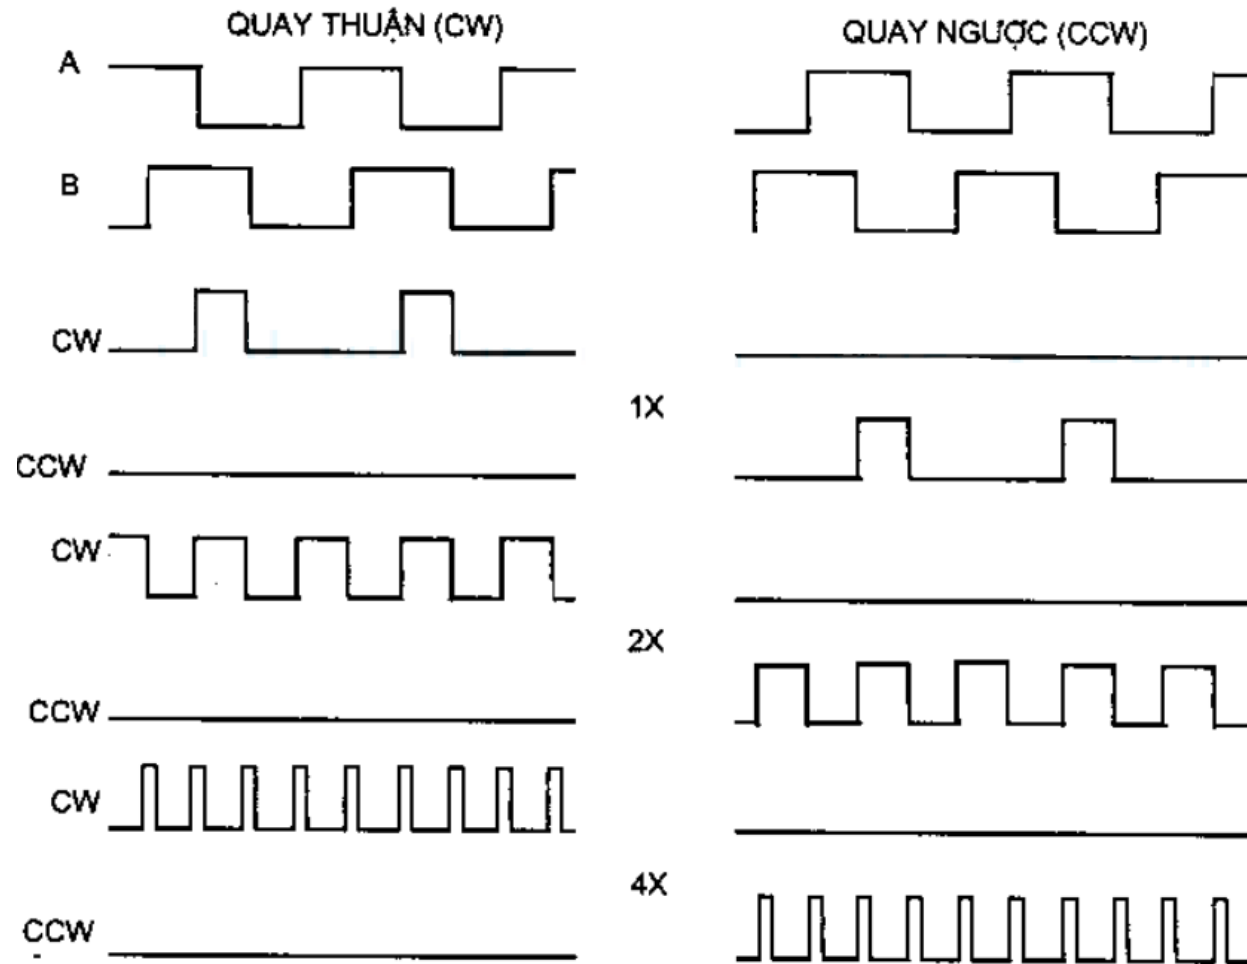 QUAY THUẬN (CW)
QUAY NGƯỢC (CCW)
A
B
CW
1X
CCW
CW
2X
CCW
CW
4X
CCW